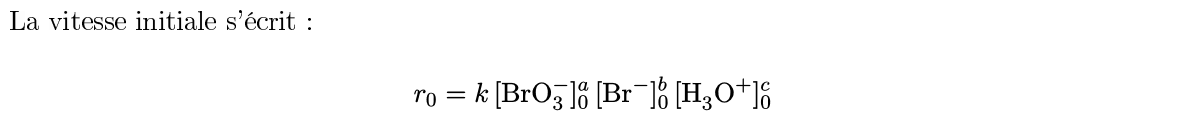 La vitesse initiale s'écrit :
r₀ = k [BrO₃⁻]₀ᵃ [Br⁻]₀ᵇ [H₃O⁺]₀ᶜ